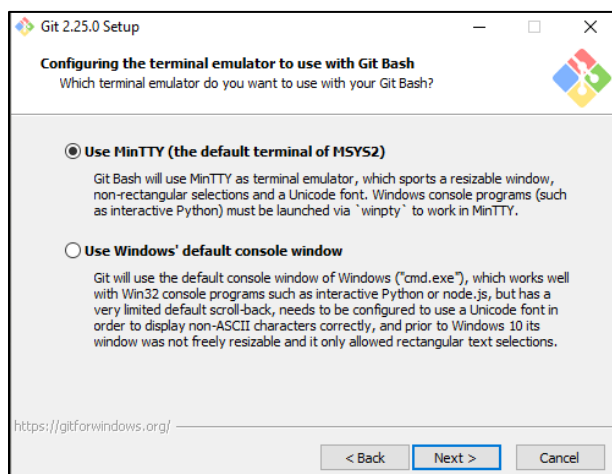 Git 2.25.0 Setup
Configuring the terminal emulator to use with Git Bash
Which terminal emulator do you want to use with your Git Bash?
Use MinTTY (the default terminal of MSYS2)
Git Bash will use MinTTY as terminal emulator, which sports a resizable window,
non-rectangular selections and a Unicode font. Windows console programs (such
as interactive Python) must be launched via `winpty` to work in MinTTY.
Use Windows' default console window
Git will use the default console window of Windows ("cmd.exe"), which works well
with Win32 console programs such as interactive Python or node.js, but has a
very limited default scroll-back, needs to be configured to use a Unicode font in
order to display non-ASCII characters correctly, and prior to Windows 10 its
window was not freely resizable and it only allowed rectangular text selections.
https://gitforwindows.org/
< Back Next > Cancel